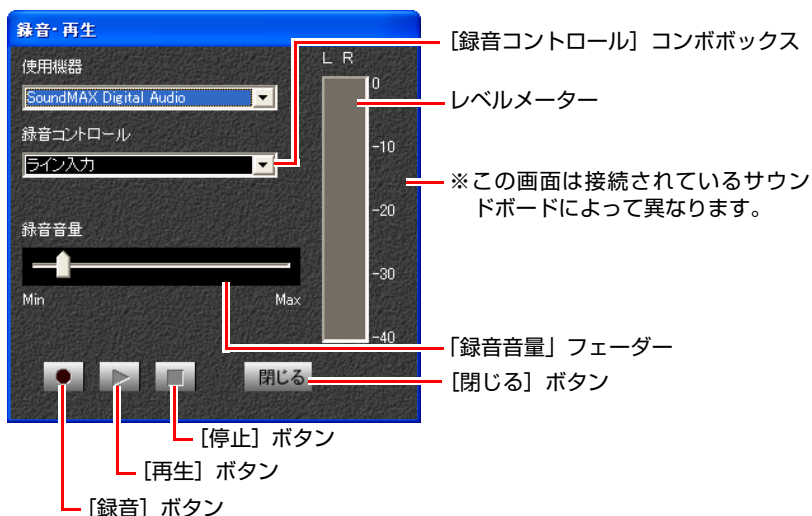 録音・再生
使用機器
SoundMAX Digital Audio
録音コントロール
ライン入力
録音音量
Min Max
L R
0
-10
-20
-30
-40
閉じる
[録音コントロール] コンボボックス
レベルメーター
※この画面は接続されているサウン
ドボードによって異なります。
「録音音量」フェーダー
[閉じる] ボタン
[停止] ボタン
[再生] ボタン
[録音] ボタン